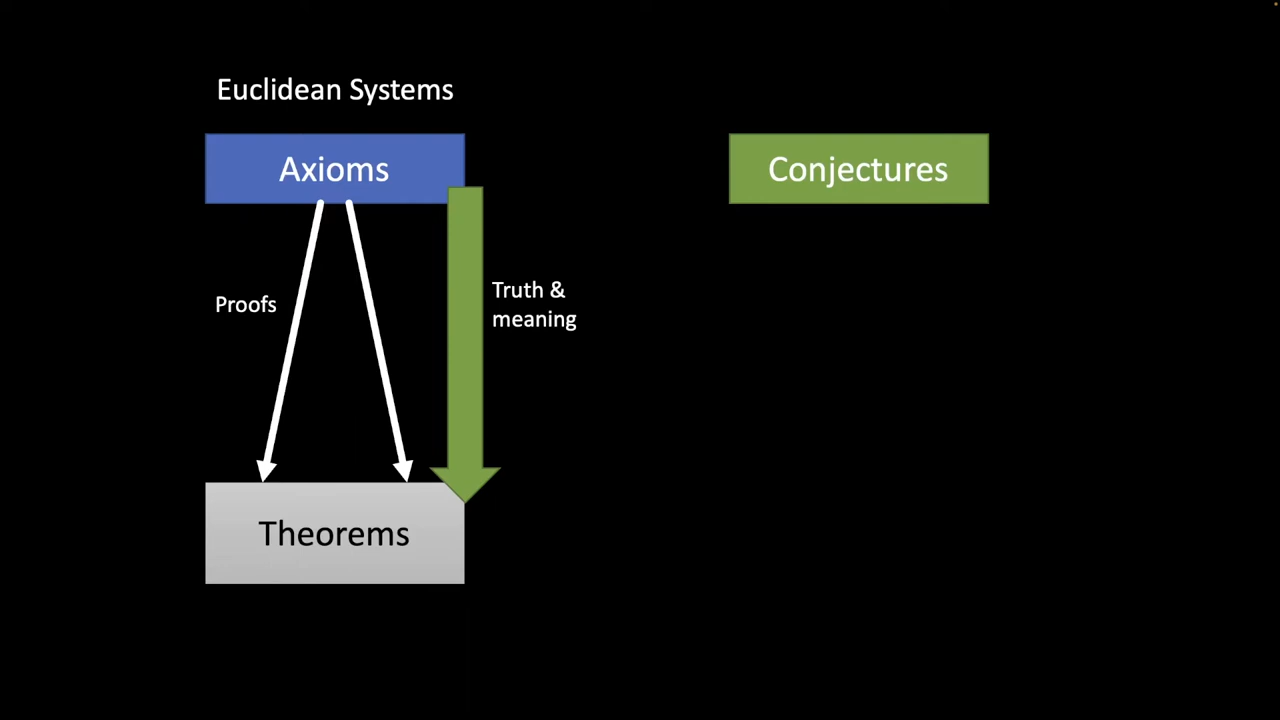 Euclidean Systems
Axioms
Conjectures
Proofs
Truth &
meaning
Theorems